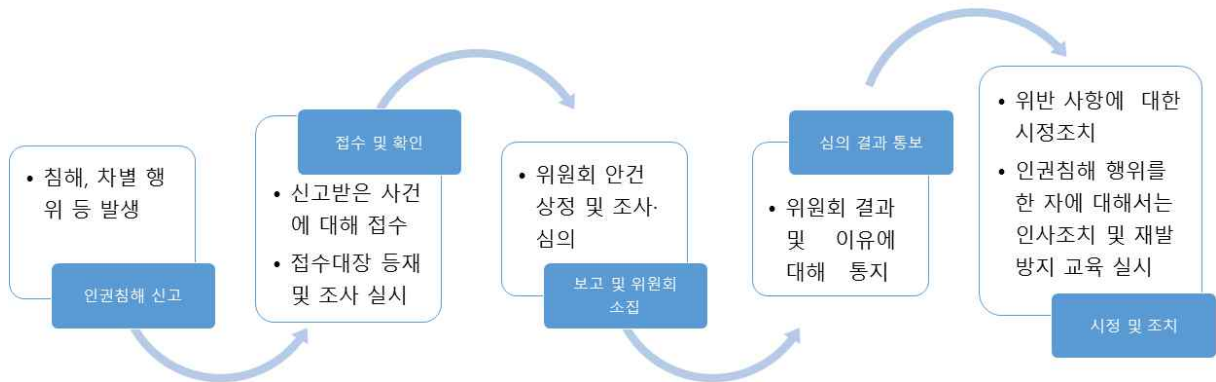 • 침해, 차별 행
위 등 발생
인권침해 신고
접수 및 확인
• 신고받은 사건
에 대해 접수
• 접수대장 등재
및 조사 실시
• 위원회 안건
상정 및 조사·
심의
보고 및 위원회
소집
심의 결과 통보
• 위원회 결과
및 이유에
대해 통지
• 위반 사항에 대한
시정조치
• 인권침해 행위를
한 자에 대해서는
인사조치 및 재발
방지 교육 실시
시정 및 조치